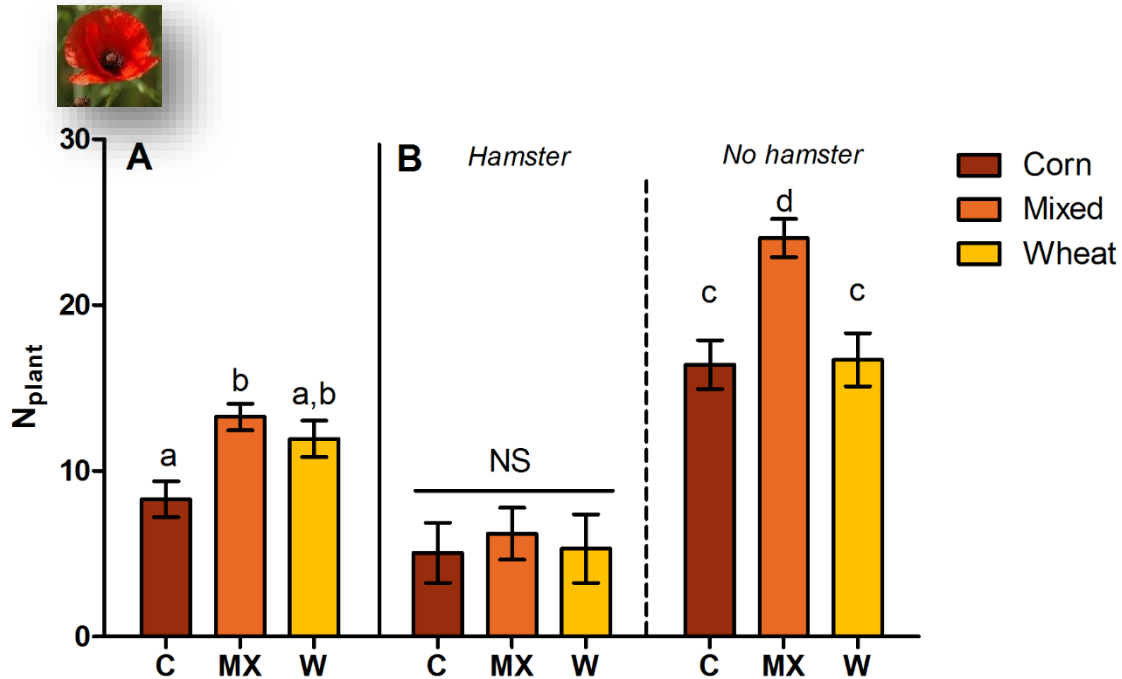 30
A
B
Hamster
No hamster
Corn
Mixed
Wheat
d
c
c
20
N_plant
b
a,b
a
10
NS
0
C MX W C MX W C MX W